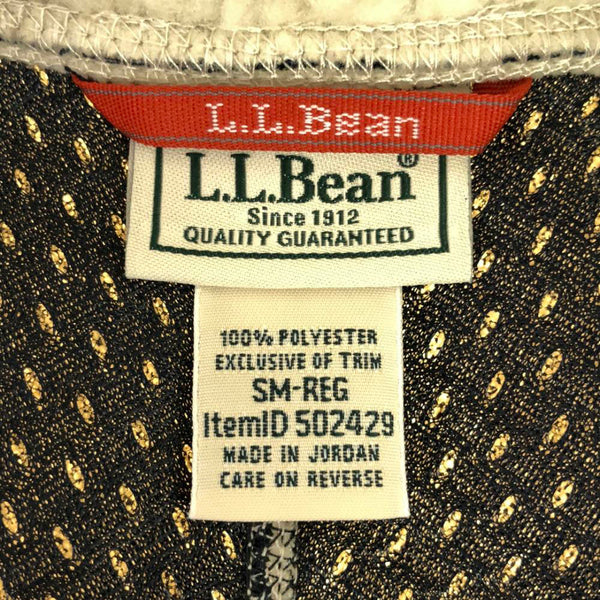 L.L.Bean
L.L.Bean®
Since 1912
QUALITY GUARANTEED
100% POLYESTER
EXCLUSIVE OF TRIM
SM-REG
ItemID 502429
MADE IN JORDAN
CARE ON REVERSE